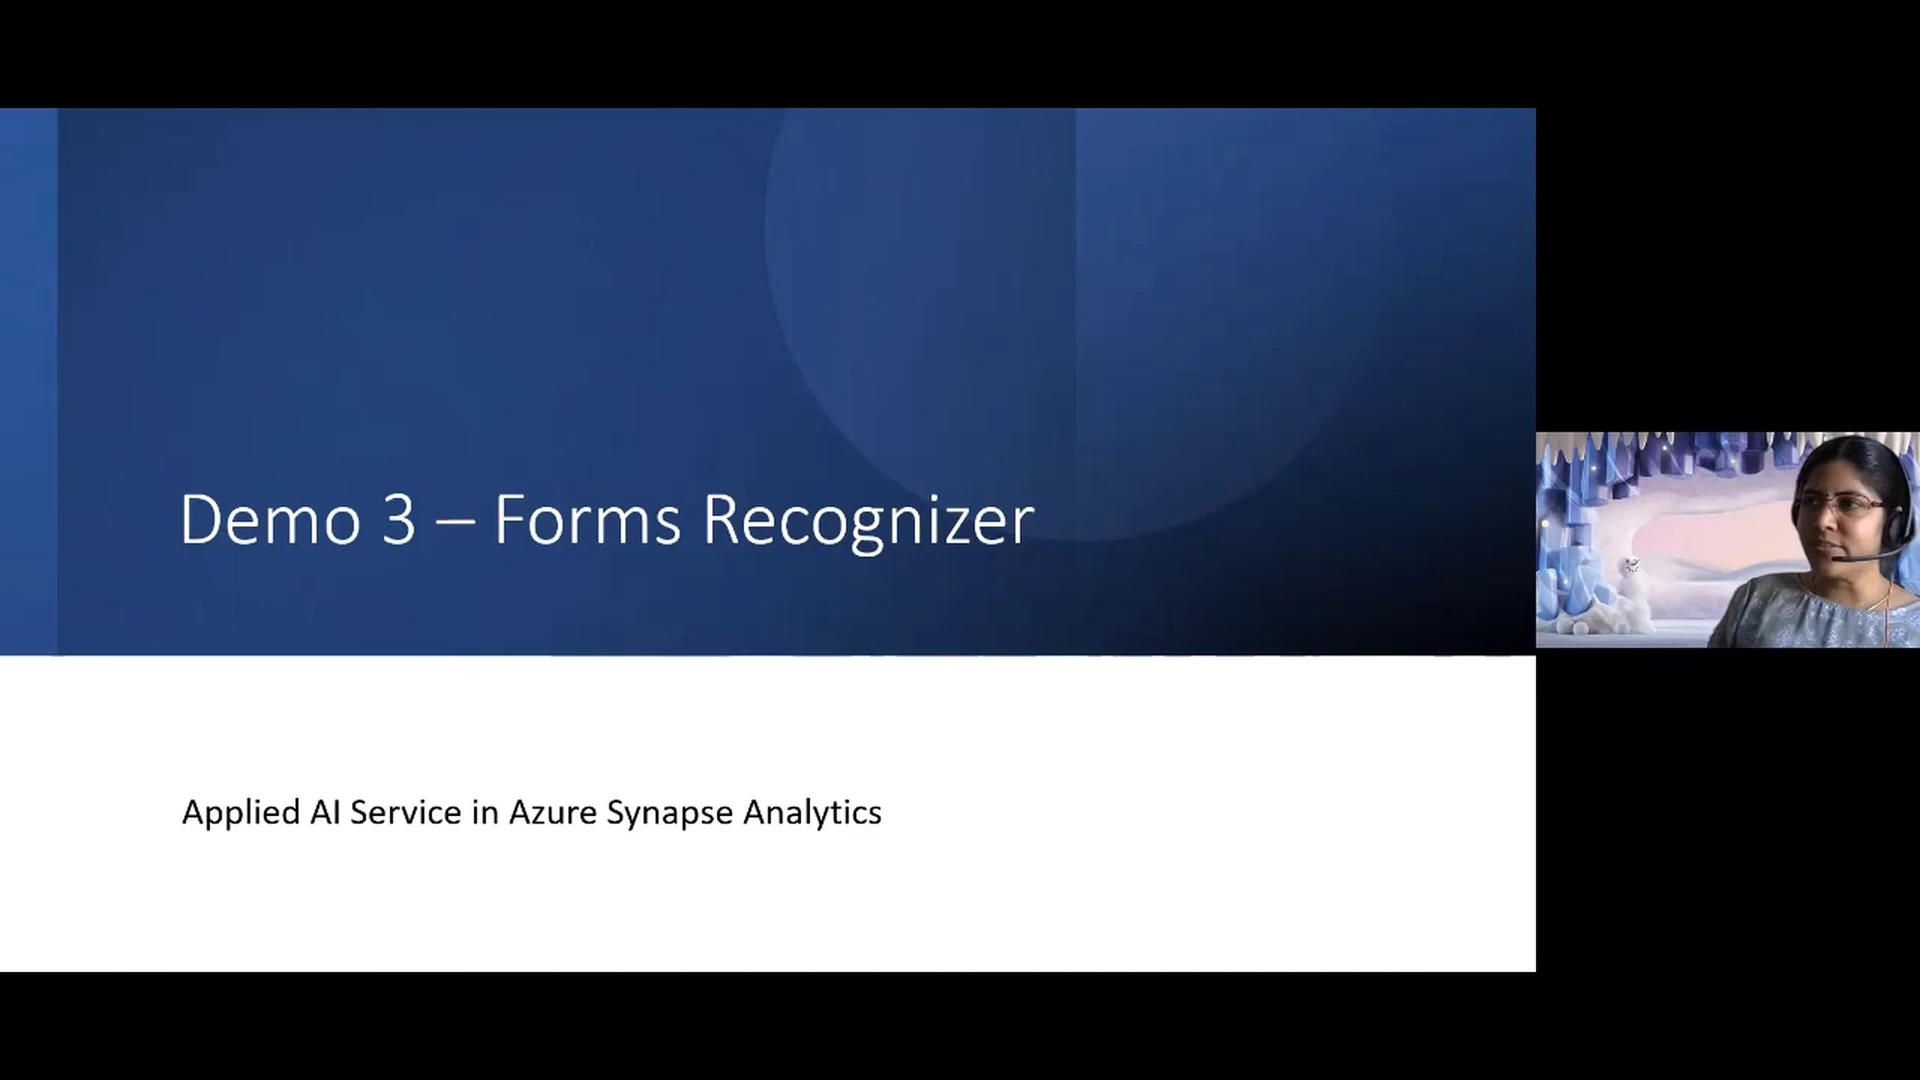 Demo 3 – Forms Recognizer
Applied AI Service in Azure Synapse Analytics